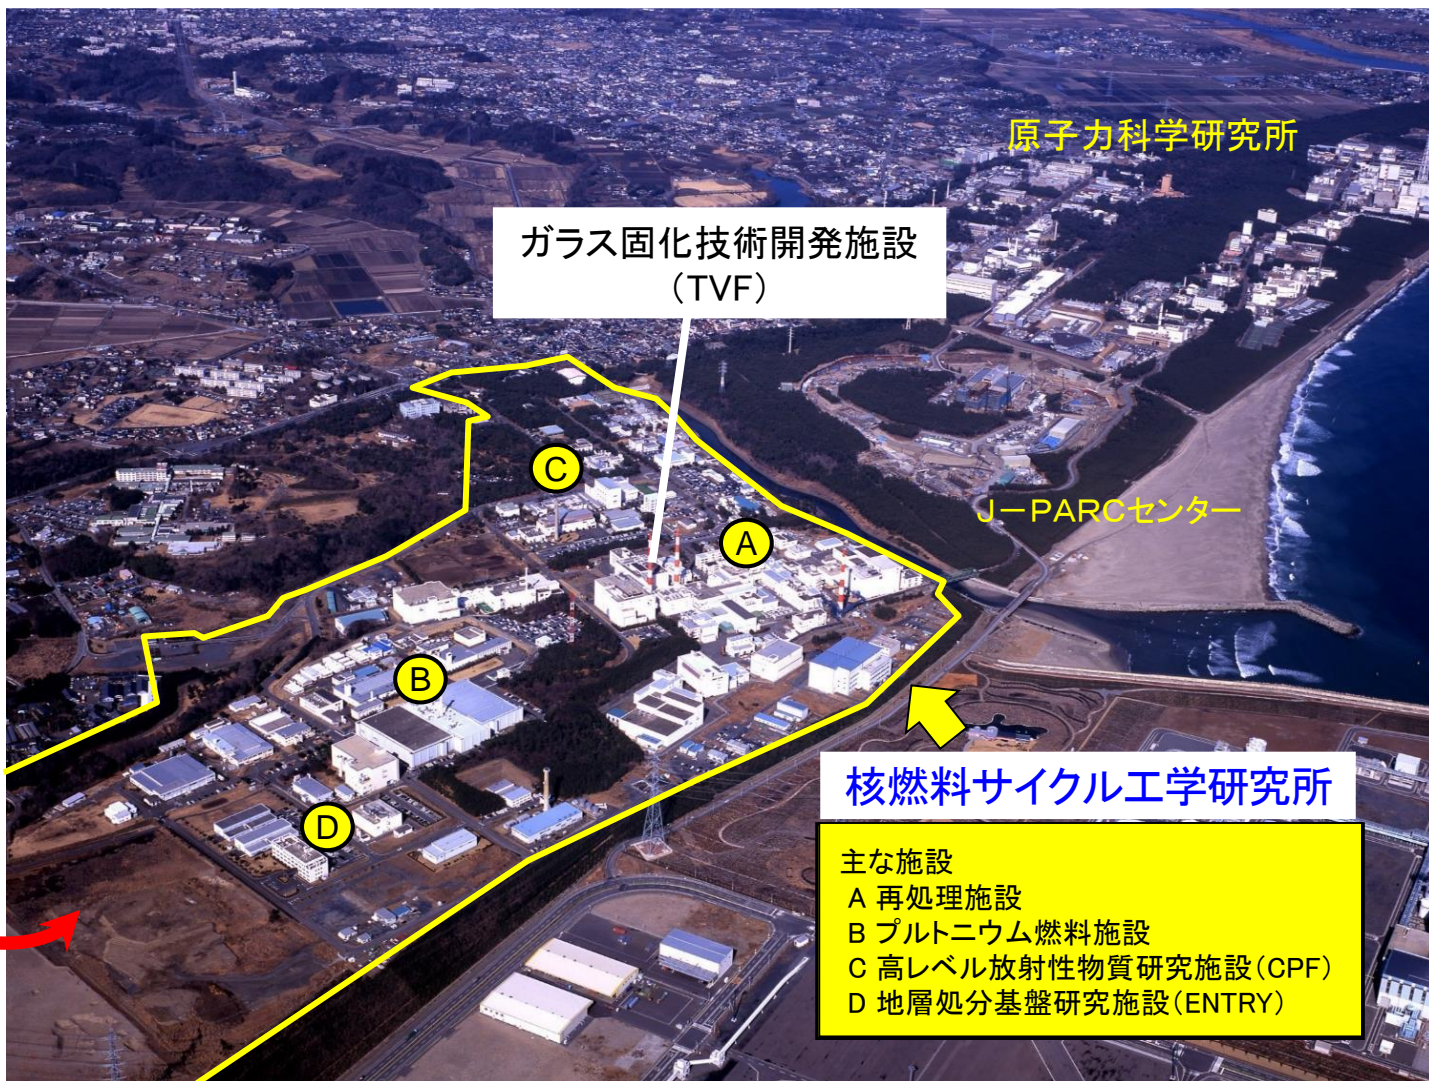 原子力科学研究所
ガラス固化技術開発施設
(TVF)
C
J－PARCセンター
A
B
核燃料サイクル工学研究所
D
主な施設
A 再処理施設
B プルトニウム燃料施設
C 高レベル放射性物質研究施設(CPF)
D 地層処分基盤研究施設(ENTRY)